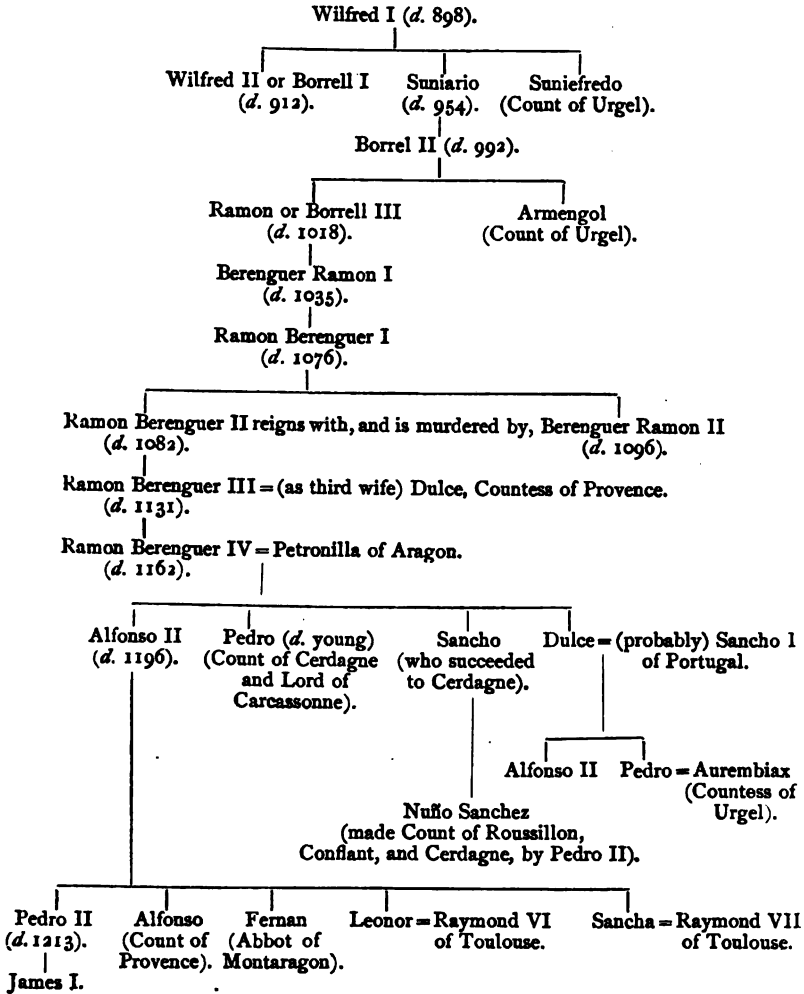 Wilfred I (d. 898).
Wilfred II or Borrell I
(d. 912).
Suniario
(d. 954).
Suniefredo
(Count of Urgel).
Borrel II (d. 992).
Ramon or Borrell III
(d. 1018).
Armengol
(Count of Urgel).
Berenguer Ramon I
(d. 1035).
Ramon Berenguer I
(d. 1076).
Ramon Berenguer II reigns with, and is murdered by, Berenguer Ramon II
(d. 1082).
(d. 1096).
Ramon Berenguer III = (as third wife) Dulce, Countess of Provence.
(d. 1131).
Ramon Berenguer IV = Petronilla of Aragon.
(d. 1162).
Alfonso II
(d. 1196).
Pedro (d. young)
(Count of Cerdagne
and Lord of
Carcassonne).
Sancho
(who succeeded
to Cerdagne).
Dulce = (probably) Sancho I
of Portugal.
Alfonso II
Pedro = Aurembiax
(Countess of
Urgel).
Nuño Sanchez
(made Count of Roussillon,
Conflant, and Cerdagne, by Pedro II).
Pedro II
(d. 1213).
Alfonso
(Count of
Provence).
Fernan
(Abbot of
Montaragon).
Leonor = Raymond VI
of Toulouse.
Sancha = Raymond VII
of Toulouse.
James I.